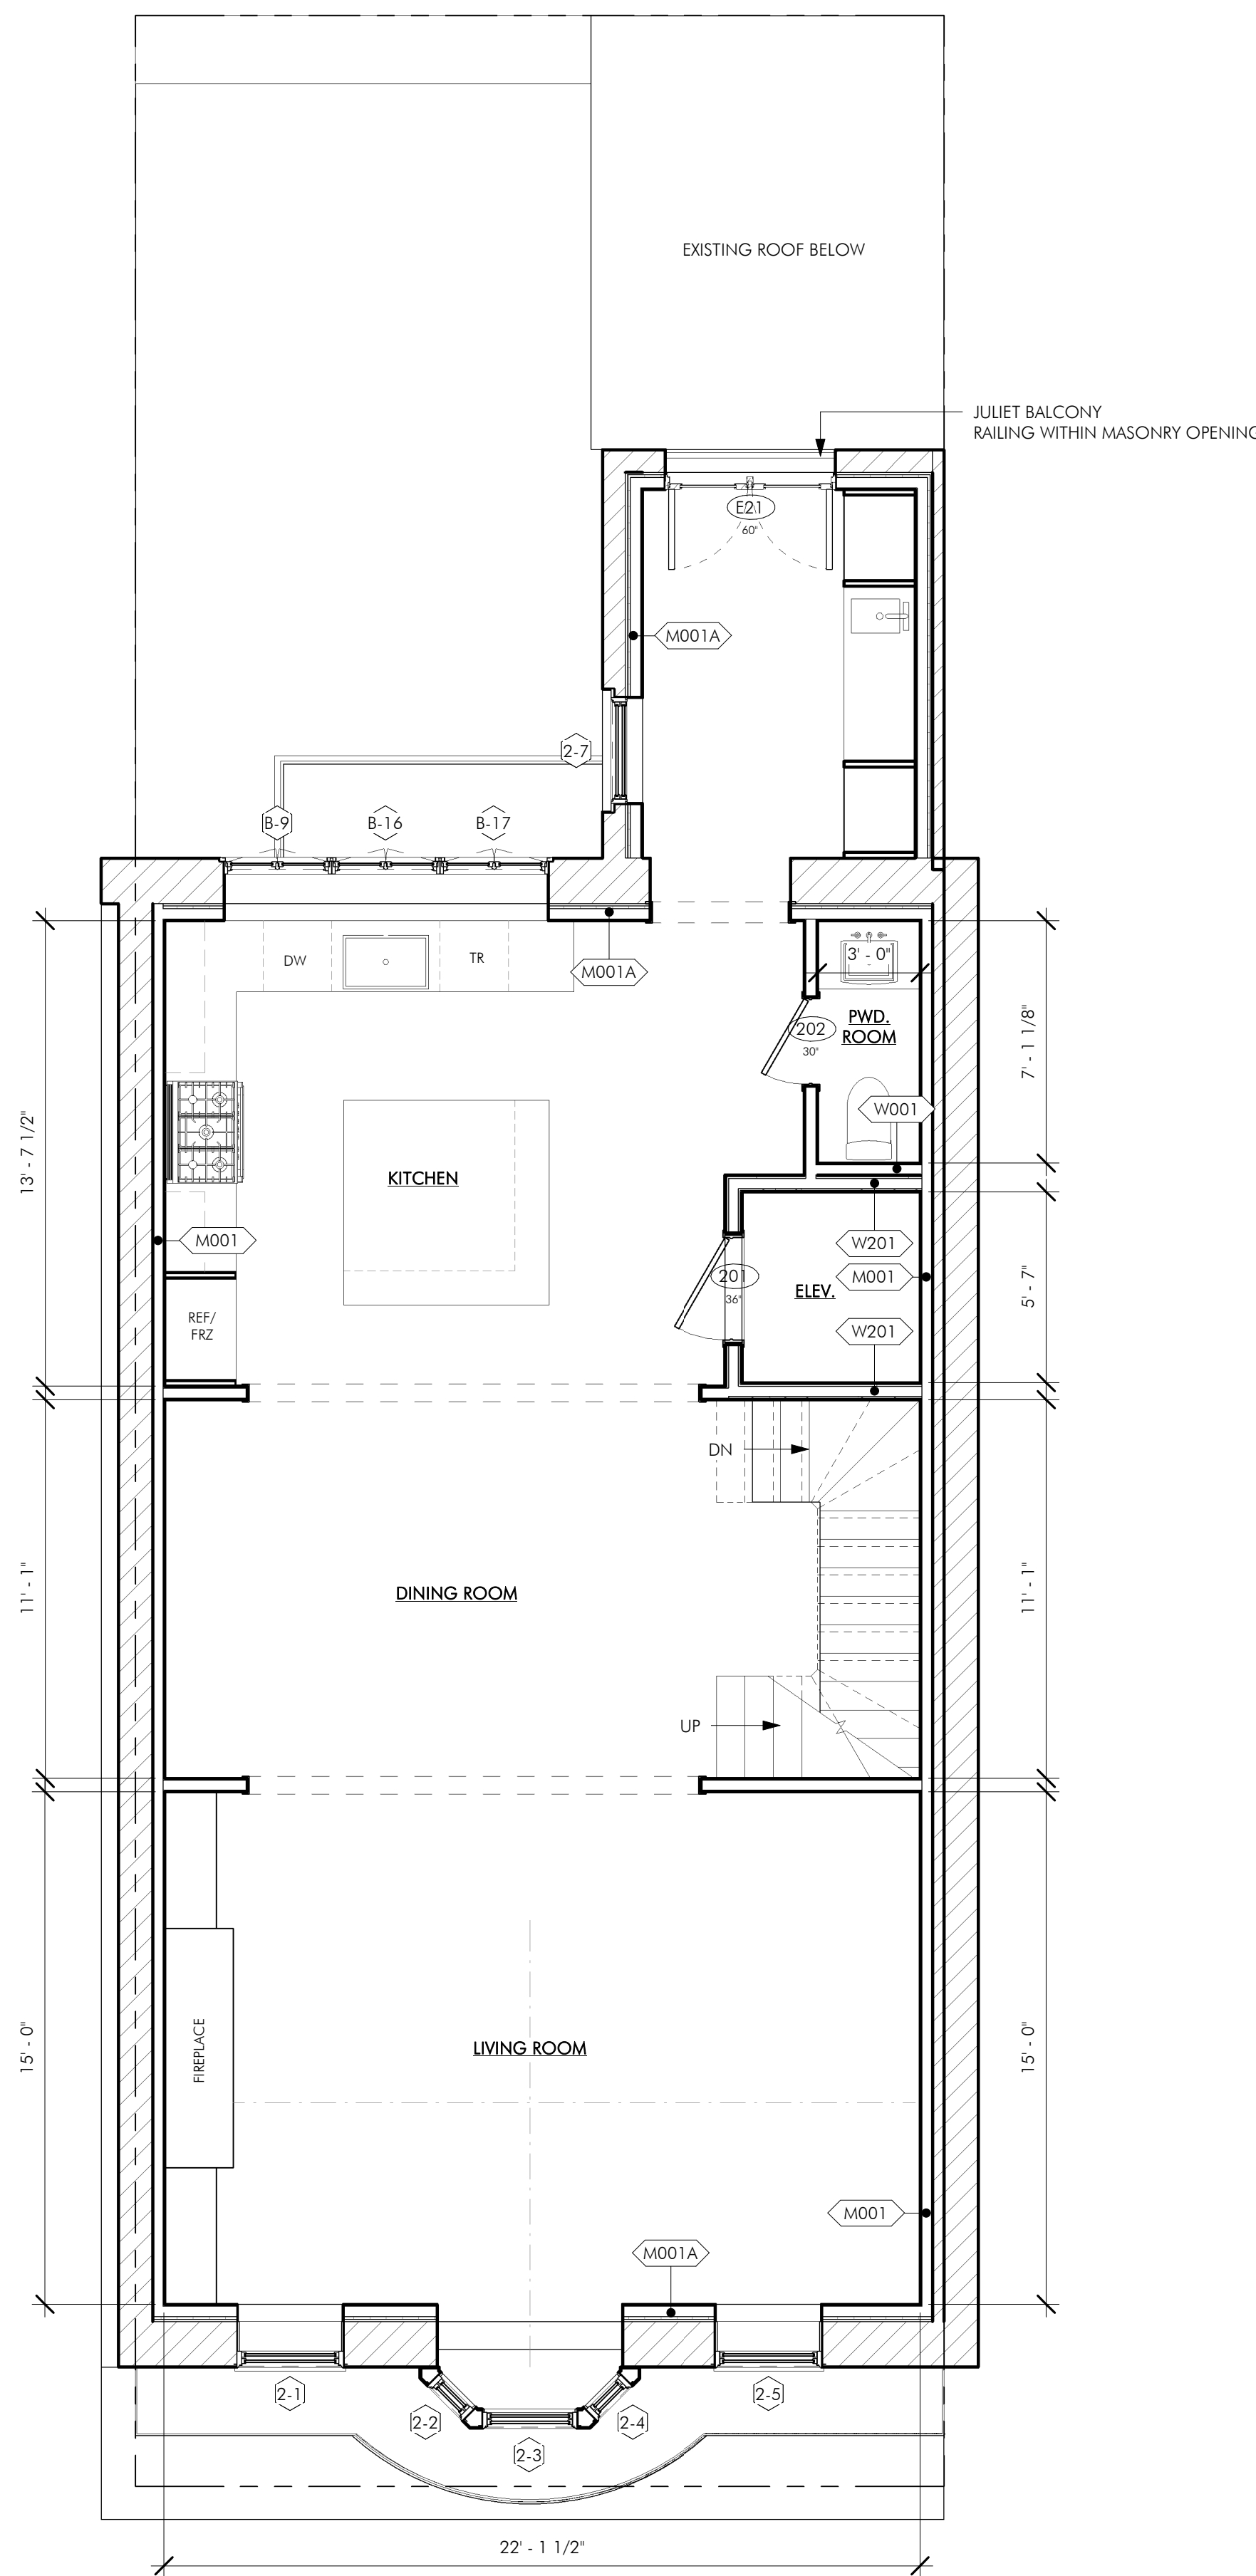 EXISTING ROOF BELOW
JULIET BALCONY
RAILING WITHIN MASONRY OPENING
E21
60"
M001A
2-7
B-9
B-16
B-17
DW
TR
M001A
3' - 0"
202
30"
PWD.
ROOM
7' - 1 1/8"
W001
13' - 7 1/2"
KITCHEN
M001
W201
M001
201
36"
ELEV.
5' - 7"
REF/
FRZ
W201
DN
11' - 1"
DINING ROOM
11' - 1"
UP
15' - 0"
FIREPLACE
LIVING ROOM
15' - 0"
M001
M001A
2-1
2-2
2-3
2-4
2-5
22' - 1 1/2"